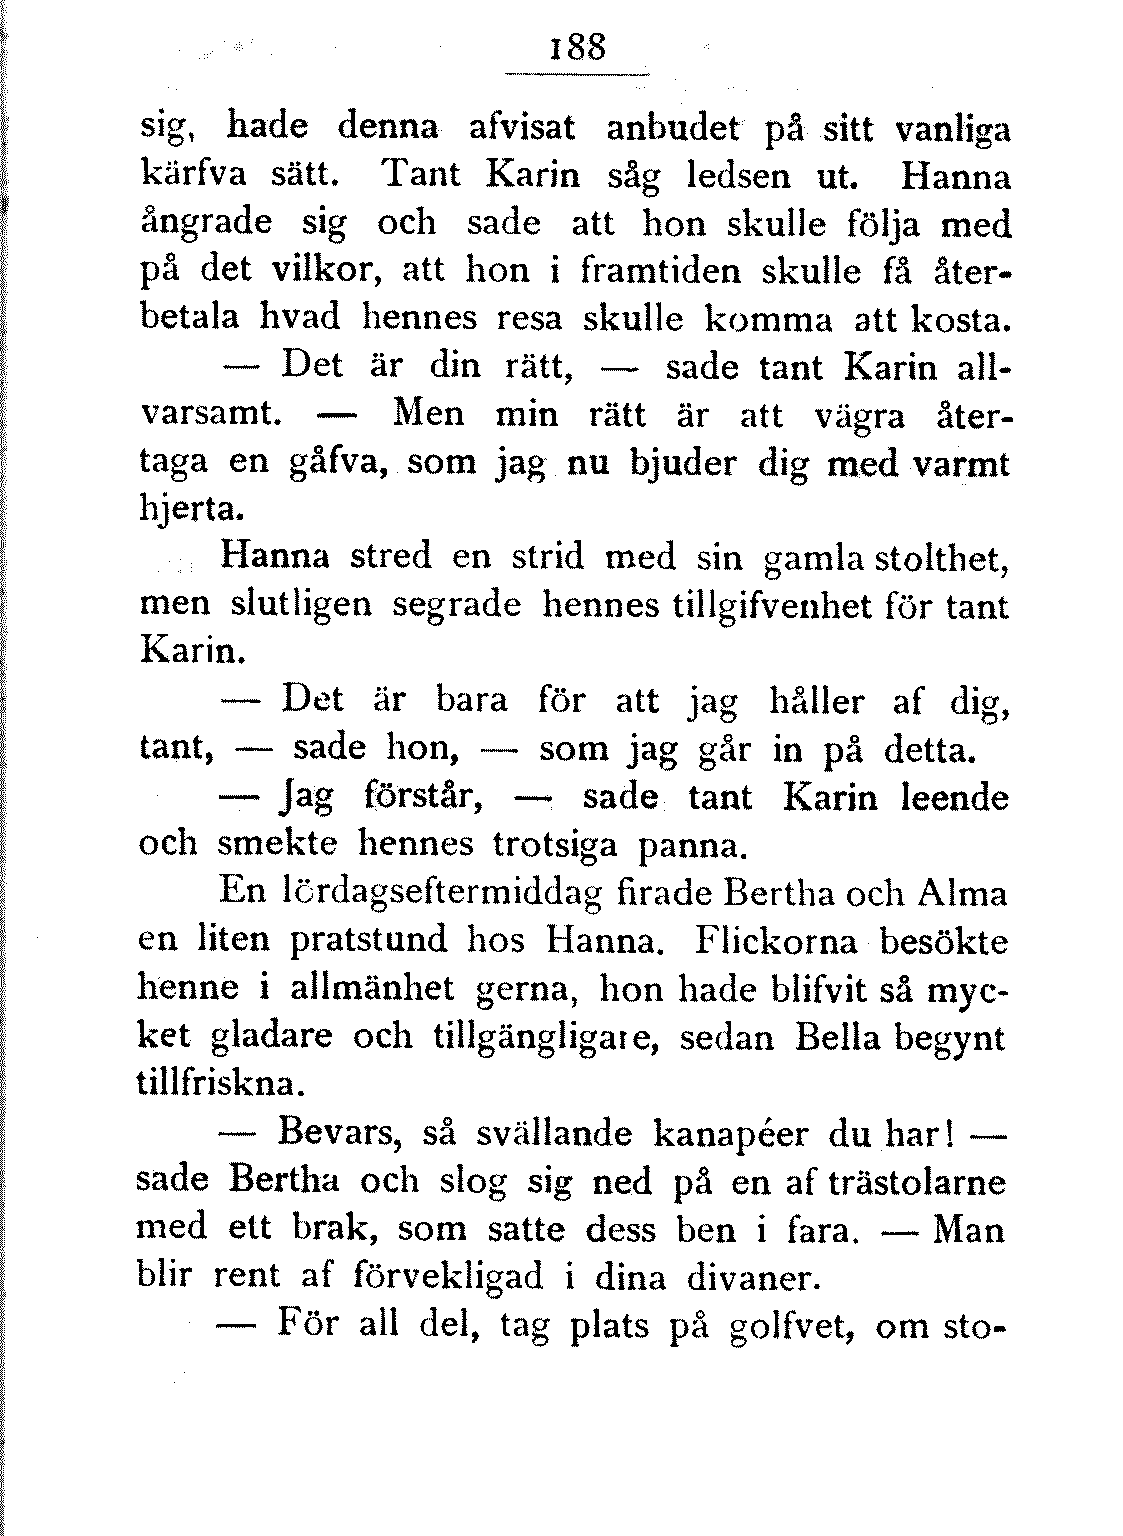 188
sig, hade denna afvisat anbudet på sitt vanliga
kärfva sätt. Tant Karin såg ledsen ut. Hanna
ångrade sig och sade att hon skulle följa med
på det vilkor, att hon i framtiden skulle få åter-
betala hvad hennes resa skulle komma att kosta.
— Det är din rätt, — sade tant Karin all-
varsamt. — Men min rätt är att vägra åter-
taga en gåfva, som jag nu bjuder dig med varmt
hjerta.
Hanna stred en strid med sin gamla stolthet,
men slutligen segrade hennes tillgifvenhet för tant
Karin.
— Det är bara för att jag håller af dig,
tant, — sade hon, — som jag går in på detta.
— Jag förstår, — sade tant Karin leende
och smekte hennes trotsiga panna.
En lördagseftermiddag firade Bertha och Alma
en liten pratstund hos Hanna. Flickorna besökte
henne i allmänhet gerna, hon hade blifvit så myc-
ket gladare och tillgängligare, sedan Bella begynt
tillfriskna.
— Bevars, så svällande kanapéer du har! —
sade Bertha och slog sig ned på en af trästolarne
med ett brak, som satte dess ben i fara. — Man
blir rent af förvekligad i dina divaner.
— För all del, tag plats på golfvet, om sto-